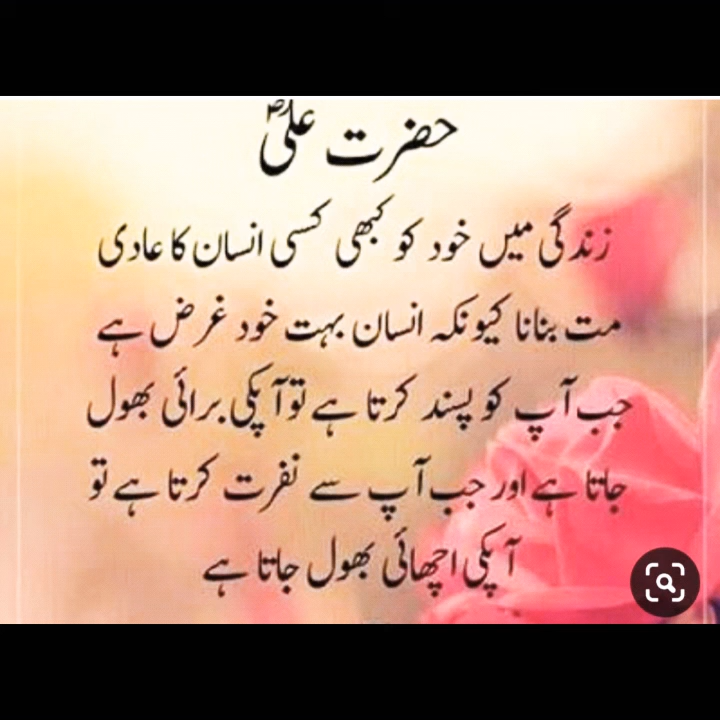 حضرت علیؓ
زندگی میں خود کو کبھی کسی انسان کا عادی
مت بنانا کیونکہ انسان بہت خود غرض ہے
جب آپ کو پسند کرتا ہے تو آپکی برائی بھول
جاتا ہے اور جب آپ سے نفرت کرتا ہے تو
آپکی اچھائی بھول جاتا ہے